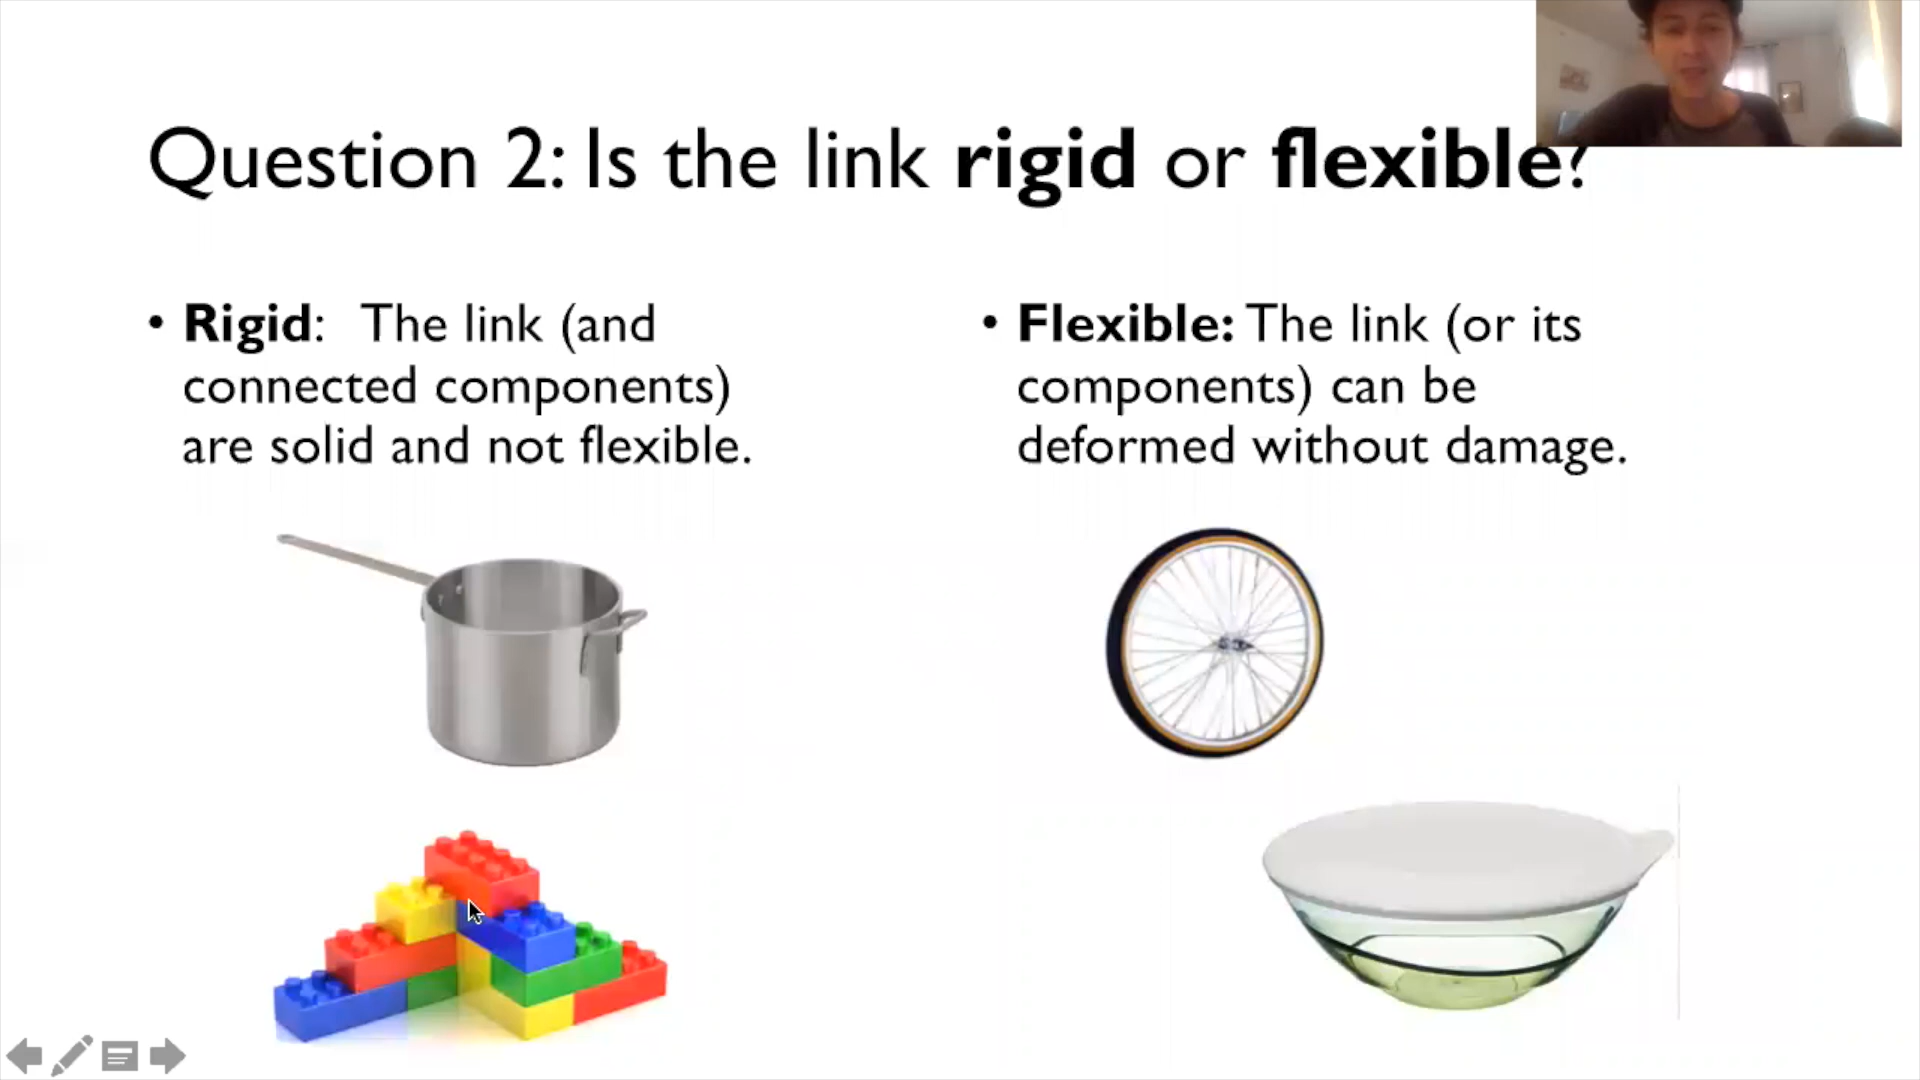 Question 2: Is the link rigid or flexible?
• Rigid: The link (and
connected components)
are solid and not flexible.
• Flexible: The link (or its
components) can be
deformed without damage.